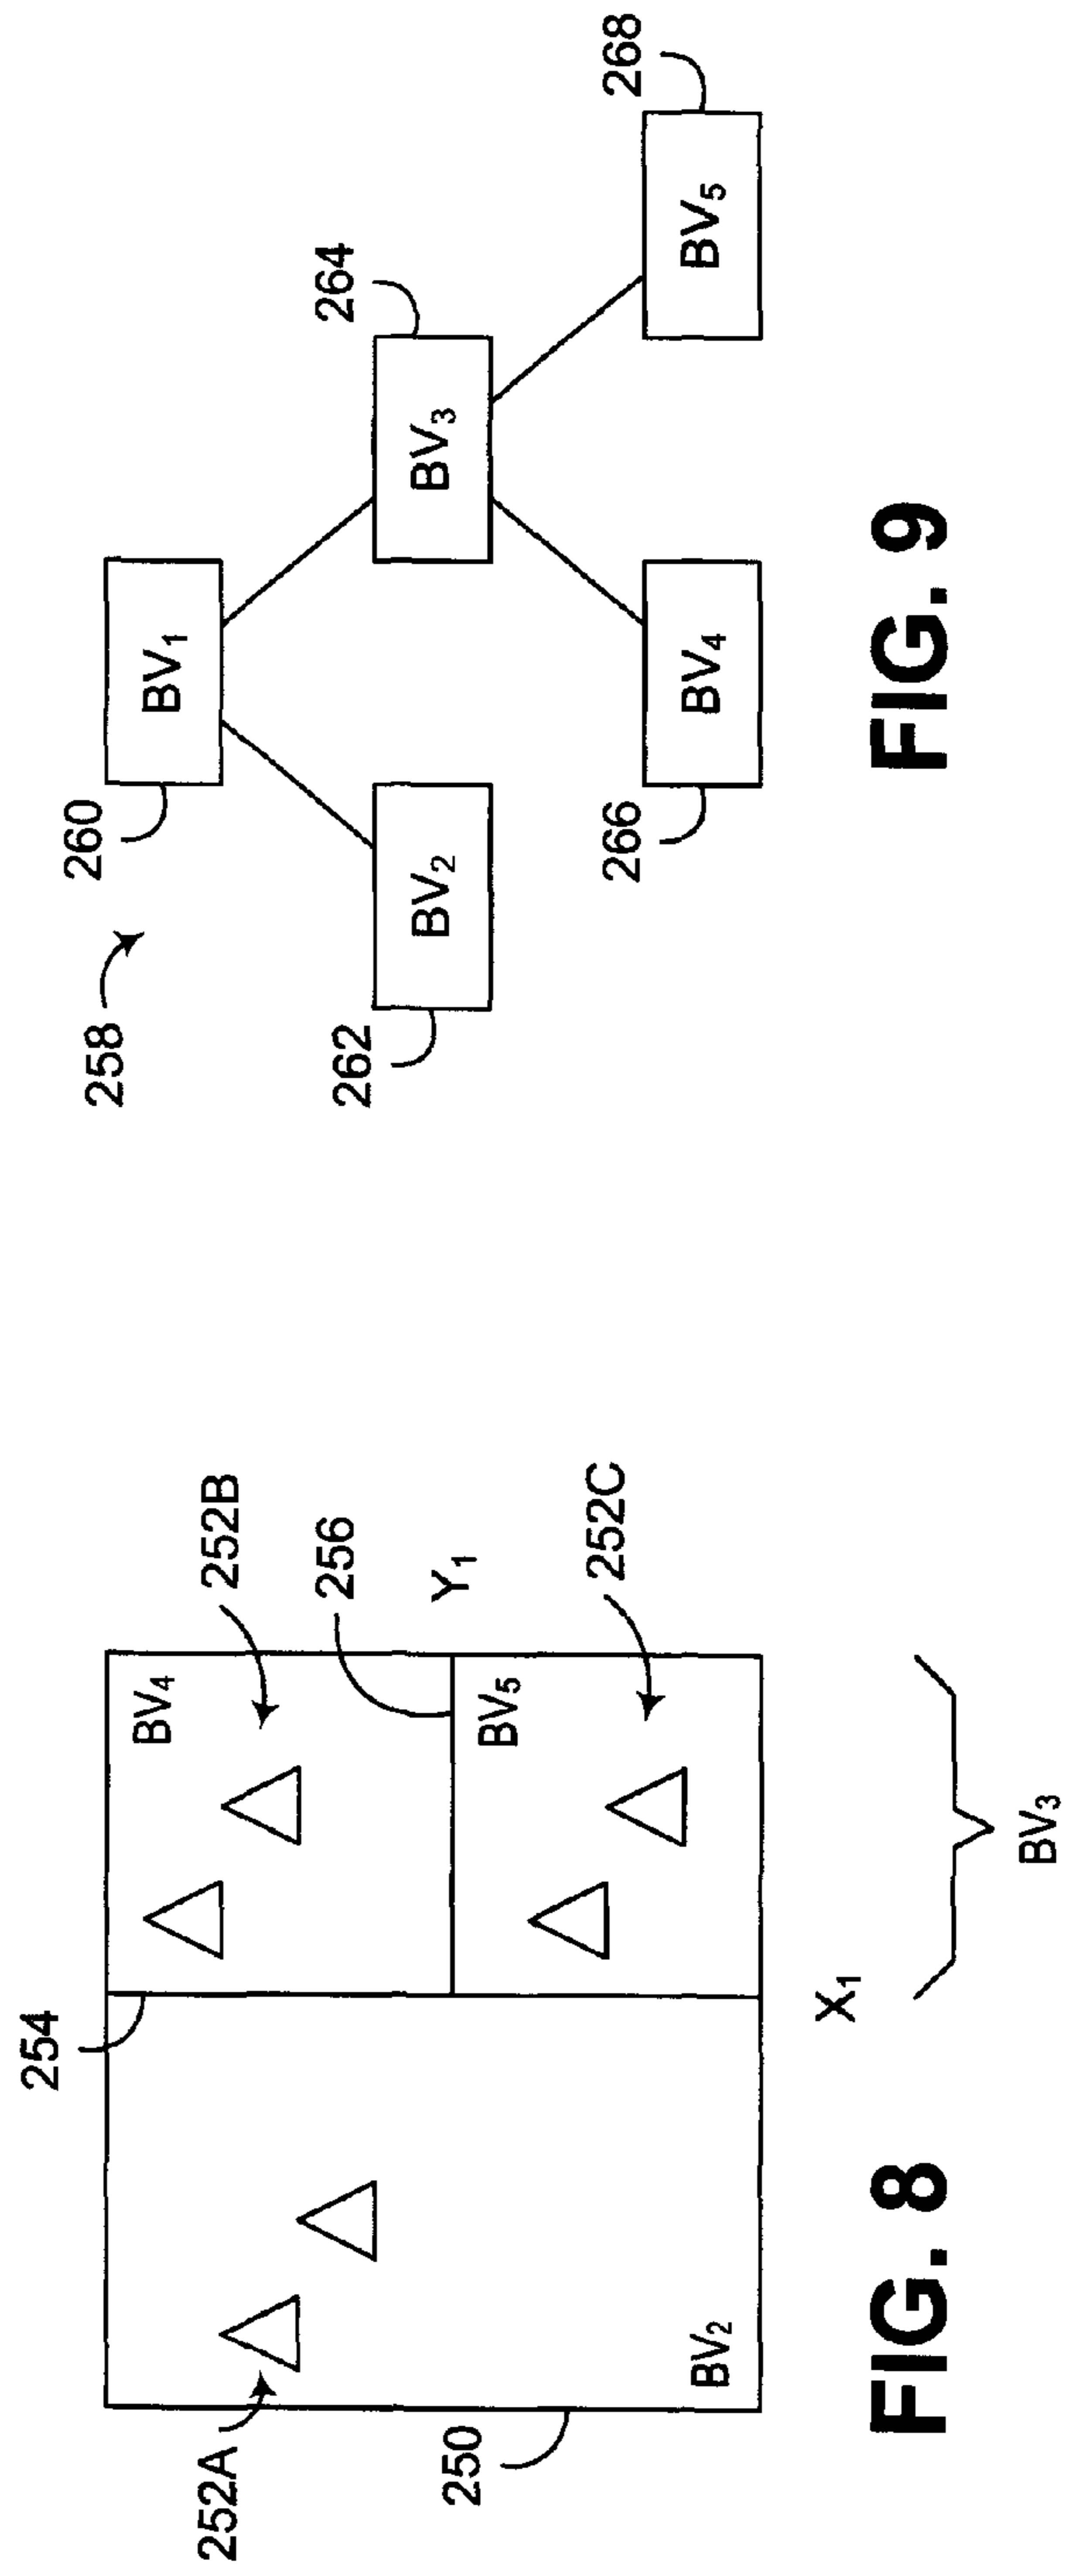 252A
250
254
BV₂
BV₄
252B
256
Y₁
BV₅
252C
X₁
BV₃
FIG. 8
258
260
BV₁
262
BV₂
264
BV₃
266
BV₄
268
BV₅
FIG. 9